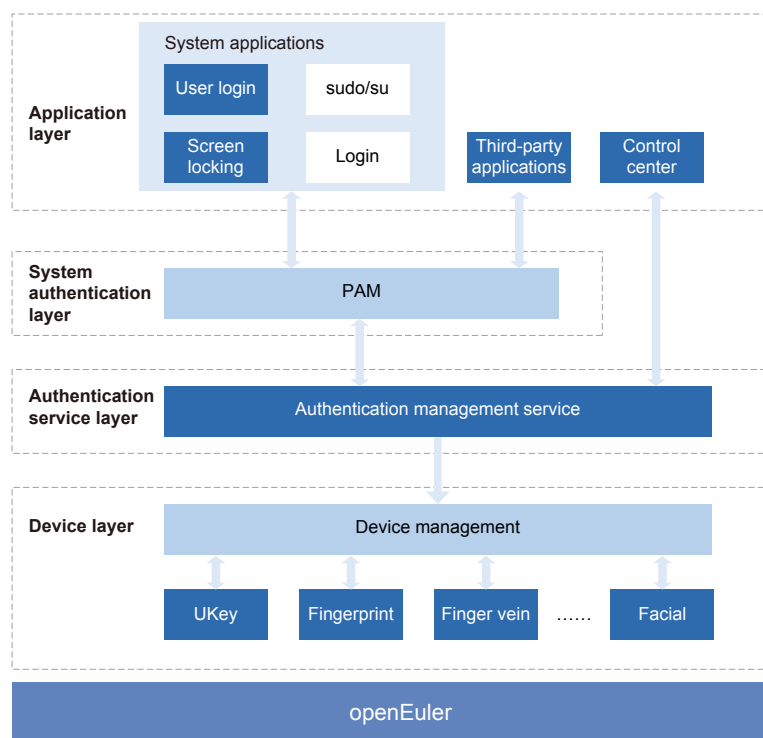 System applications
User login
sudo/su
Application
layer
Screen
locking
Login
Third-party
applications
Control
center
System
authentication
layer
PAM
Authentication
service layer
Authentication management service
Device layer
Device management
UKey
Fingerprint
Finger vein
......
Facial
openEuler